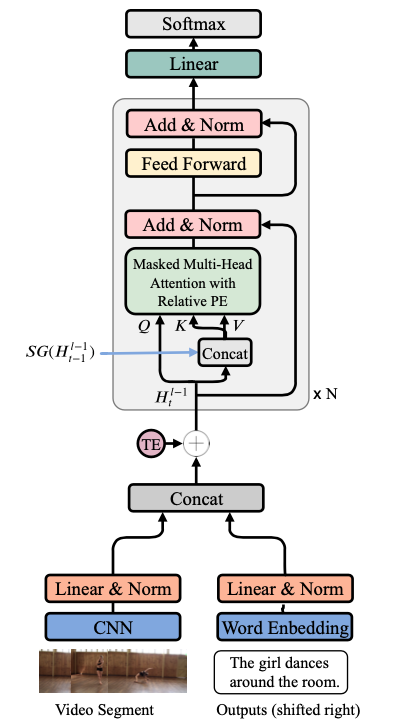 Softmax
Linear
Add & Norm
Feed Forward
Add & Norm
Masked Multi-Head
Attention with
Relative PE
Q K V
SG(H_{t-1}^{l-1})
Concat
H_t^{l-1}
x N
TE
+
Concat
Linear & Norm
Linear & Norm
CNN
Word Enbedding
The girl dances
around the room.
Video Segment
Outputs (shifted right)